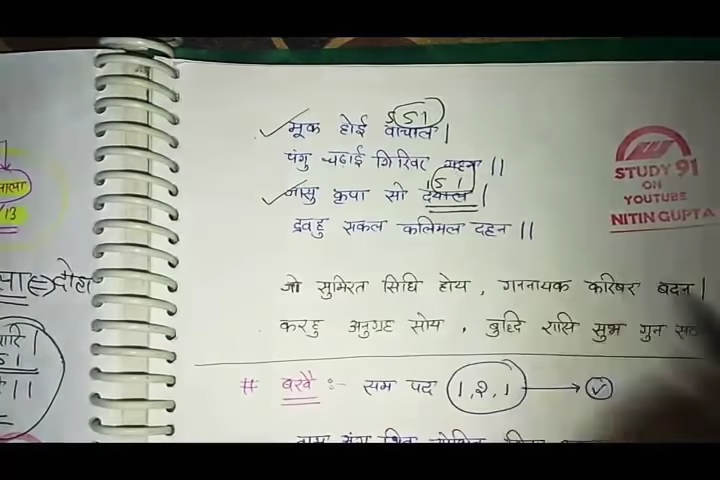 ऽ ऽ ।
मूक होई वाचाल |
पंगु चढ़ाई गिरिवर गहन ||
। ऽ ।
जासु कृपा सो दयाल |
द्रवहु सकल कलिमल दहन ||
जो सुमिरत सिधि होय , गननायक करिबर बदन |
करहु अनुग्रह सोय , बुद्धि रासि सुभ गुन
# बरवै :- सम पद (1,2,1) → ✓
STUDY 91
ON
YOUTUBE
NITIN GUPTA
/13
दोहा